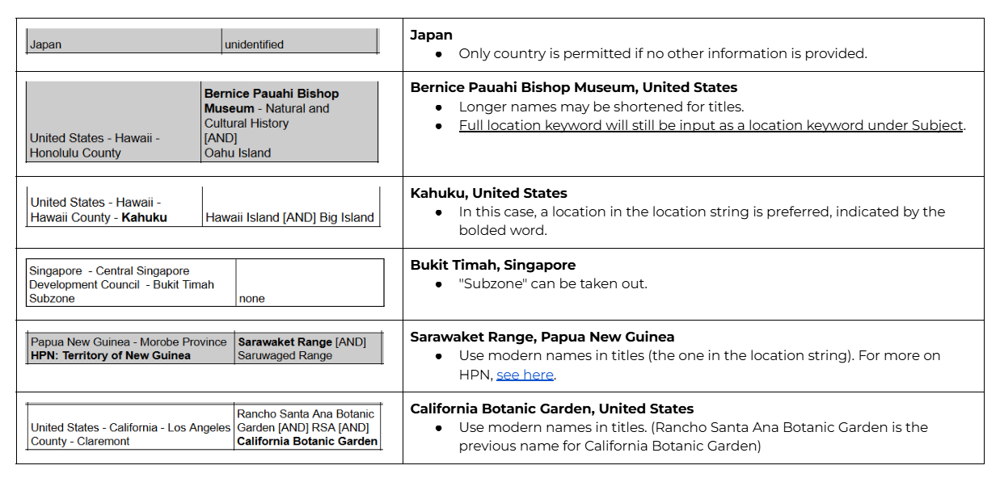 Japan
unidentified
Japan
● Only country is permitted if no other information is provided.
United States - Hawaii -
Honolulu County
Bernice Pauahi Bishop
Museum - Natural and
Cultural History
[AND]
Oahu Island
Bernice Pauahi Bishop Museum, United States
● Longer names may be shortened for titles.
● Full location keyword will still be input as a location keyword under Subject.
United States - Hawaii -
Hawaii County - Kahuku
Hawaii Island [AND] Big Island
Kahuku, United States
● In this case, a location in the location string is preferred, indicated by the
bolded word.
Singapore - Central Singapore
Development Council - Bukit Timah
Subzone
none
Bukit Timah, Singapore
● "Subzone" can be taken out.
Papua New Guinea - Morobe Province
HPN: Territory of New Guinea
Sarawaket Range [AND]
Saruwaged Range
Sarawaket Range, Papua New Guinea
● Use modern names in titles (the one in the location string). For more on
HPN, see here.
United States - California - Los Angeles
County - Claremont
Rancho Santa Ana Botanic
Garden [AND] RSA [AND]
California Botanic Garden
California Botanic Garden, United States
● Use modern names in titles. (Rancho Santa Ana Botanic Garden is the
previous name for California Botanic Garden)